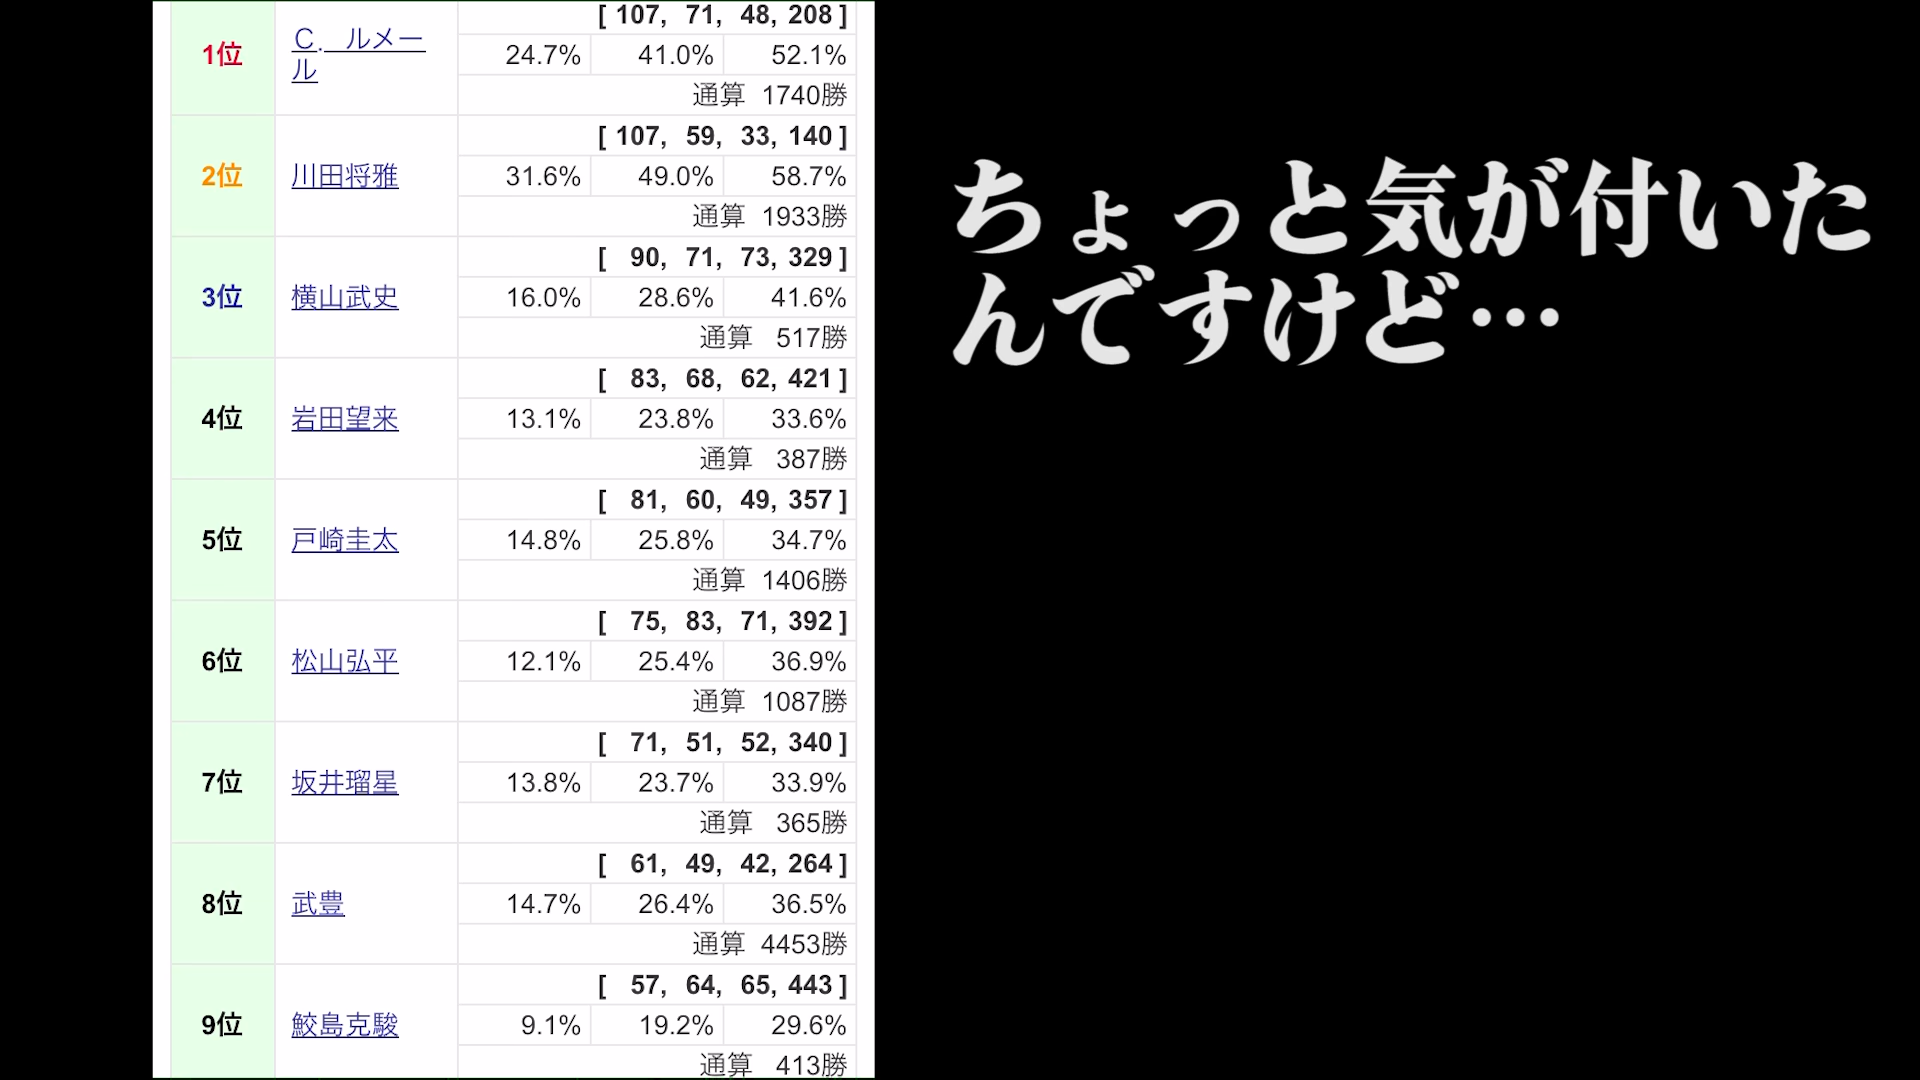 [ 107, 71, 48, 208 ]
1位
C. ルメー
ル
24.7% 41.0% 52.1%
通算 1740勝
[ 107, 59, 33, 140 ]
2位 川田将雅 31.6% 49.0% 58.7%
通算 1933勝
[ 90, 71, 73, 329 ]
3位 横山武史 16.0% 28.6% 41.6%
通算 517勝
[ 83, 68, 62, 421 ]
4位 岩田望来 13.1% 23.8% 33.6%
通算 387勝
[ 81, 60, 49, 357 ]
5位 戸崎圭太 14.8% 25.8% 34.7%
通算 1406勝
[ 75, 83, 71, 392 ]
6位 松山弘平 12.1% 25.4% 36.9%
通算 1087勝
[ 71, 51, 52, 340 ]
7位 坂井瑠星 13.8% 23.7% 33.9%
通算 365勝
[ 61, 49, 42, 264 ]
8位 武豊 14.7% 26.4% 36.5%
通算 4453勝
[ 57, 64, 65, 443 ]
9位 鮫島克駿 9.1% 19.2% 29.6%
通算 413勝
ちょっと気が付いた
んですけど…